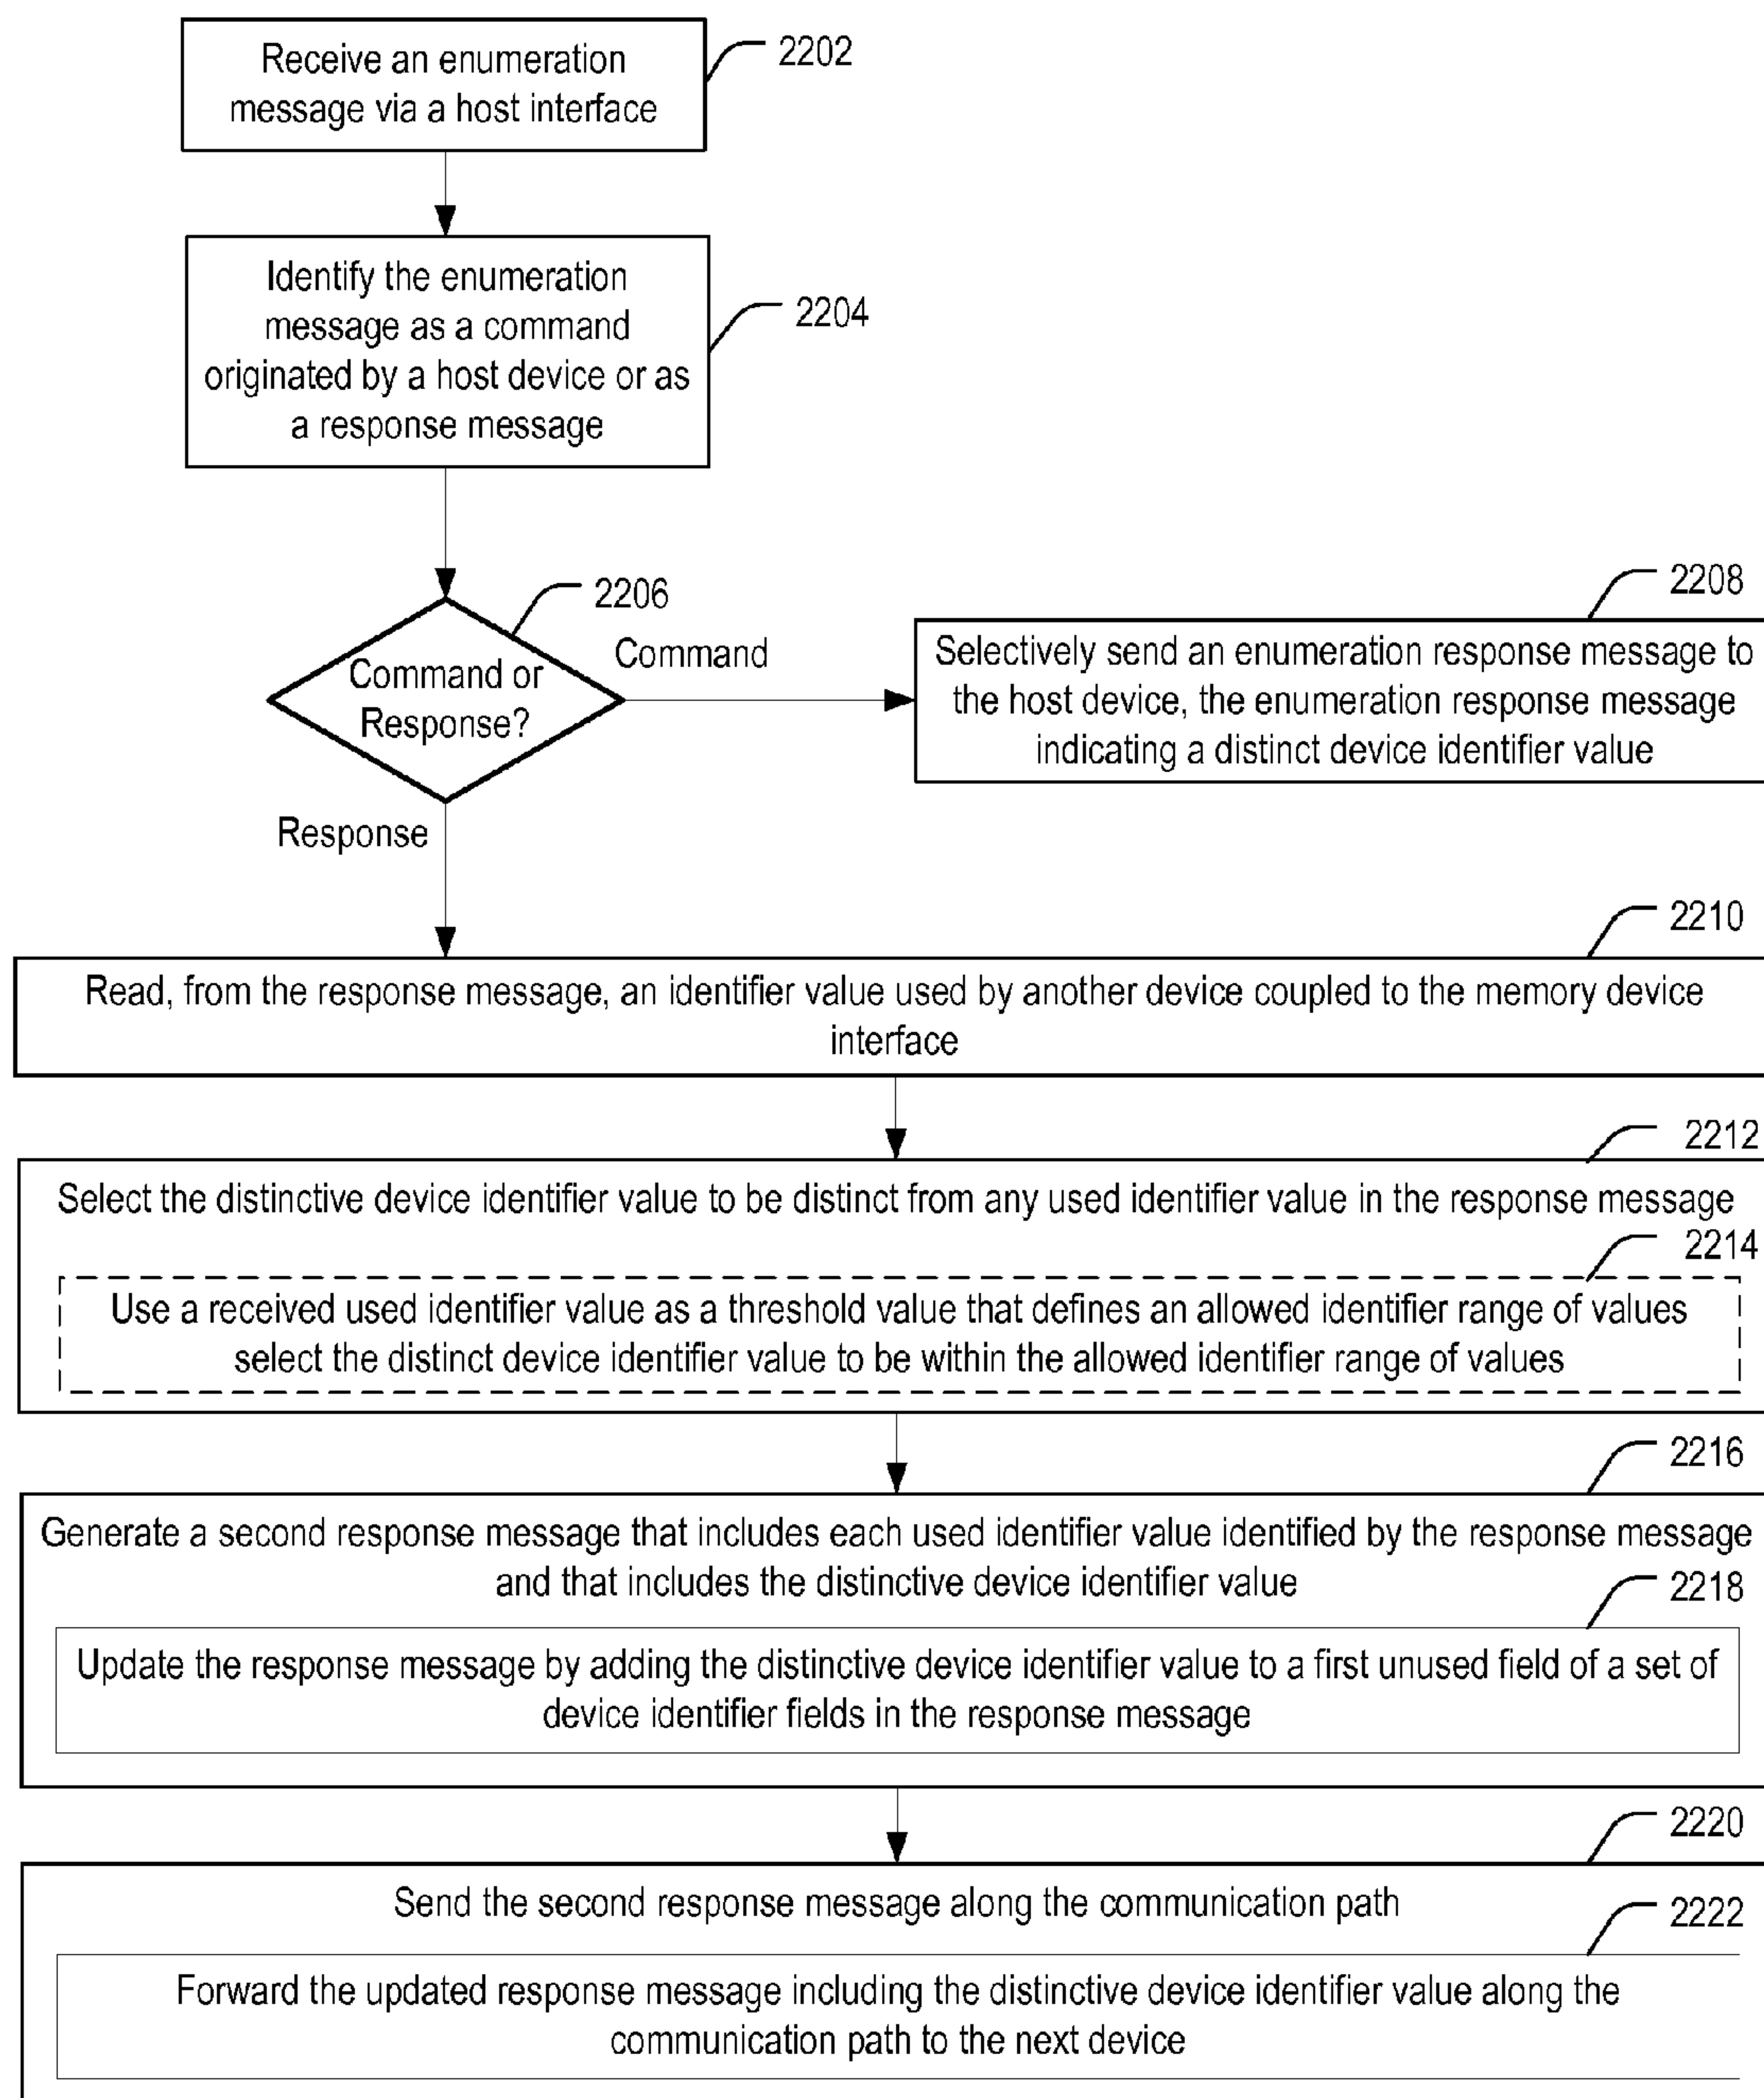 Receive an enumeration
message via a host interface
2202
Identify the enumeration
message as a command
originated by a host device or as
a response message
2204
Command or
Response?
2206
Command
Response
2208
Selectively send an enumeration response message to
the host device, the enumeration response message
indicating a distinct device identifier value
2210
Read, from the response message, an identifier value used by another device coupled to the memory device
interface
2212
Select the distinctive device identifier value to be distinct from any used identifier value in the response message
2214
Use a received used identifier value as a threshold value that defines an allowed identifier range of values
select the distinct device identifier value to be within the allowed identifier range of values
2216
Generate a second response message that includes each used identifier value identified by the response message
and that includes the distinctive device identifier value
2218
Update the response message by adding the distinctive device identifier value to a first unused field of a set of
device identifier fields in the response message
2220
Send the second response message along the communication path
2222
Forward the updated response message including the distinctive device identifier value along the
communication path to the next device